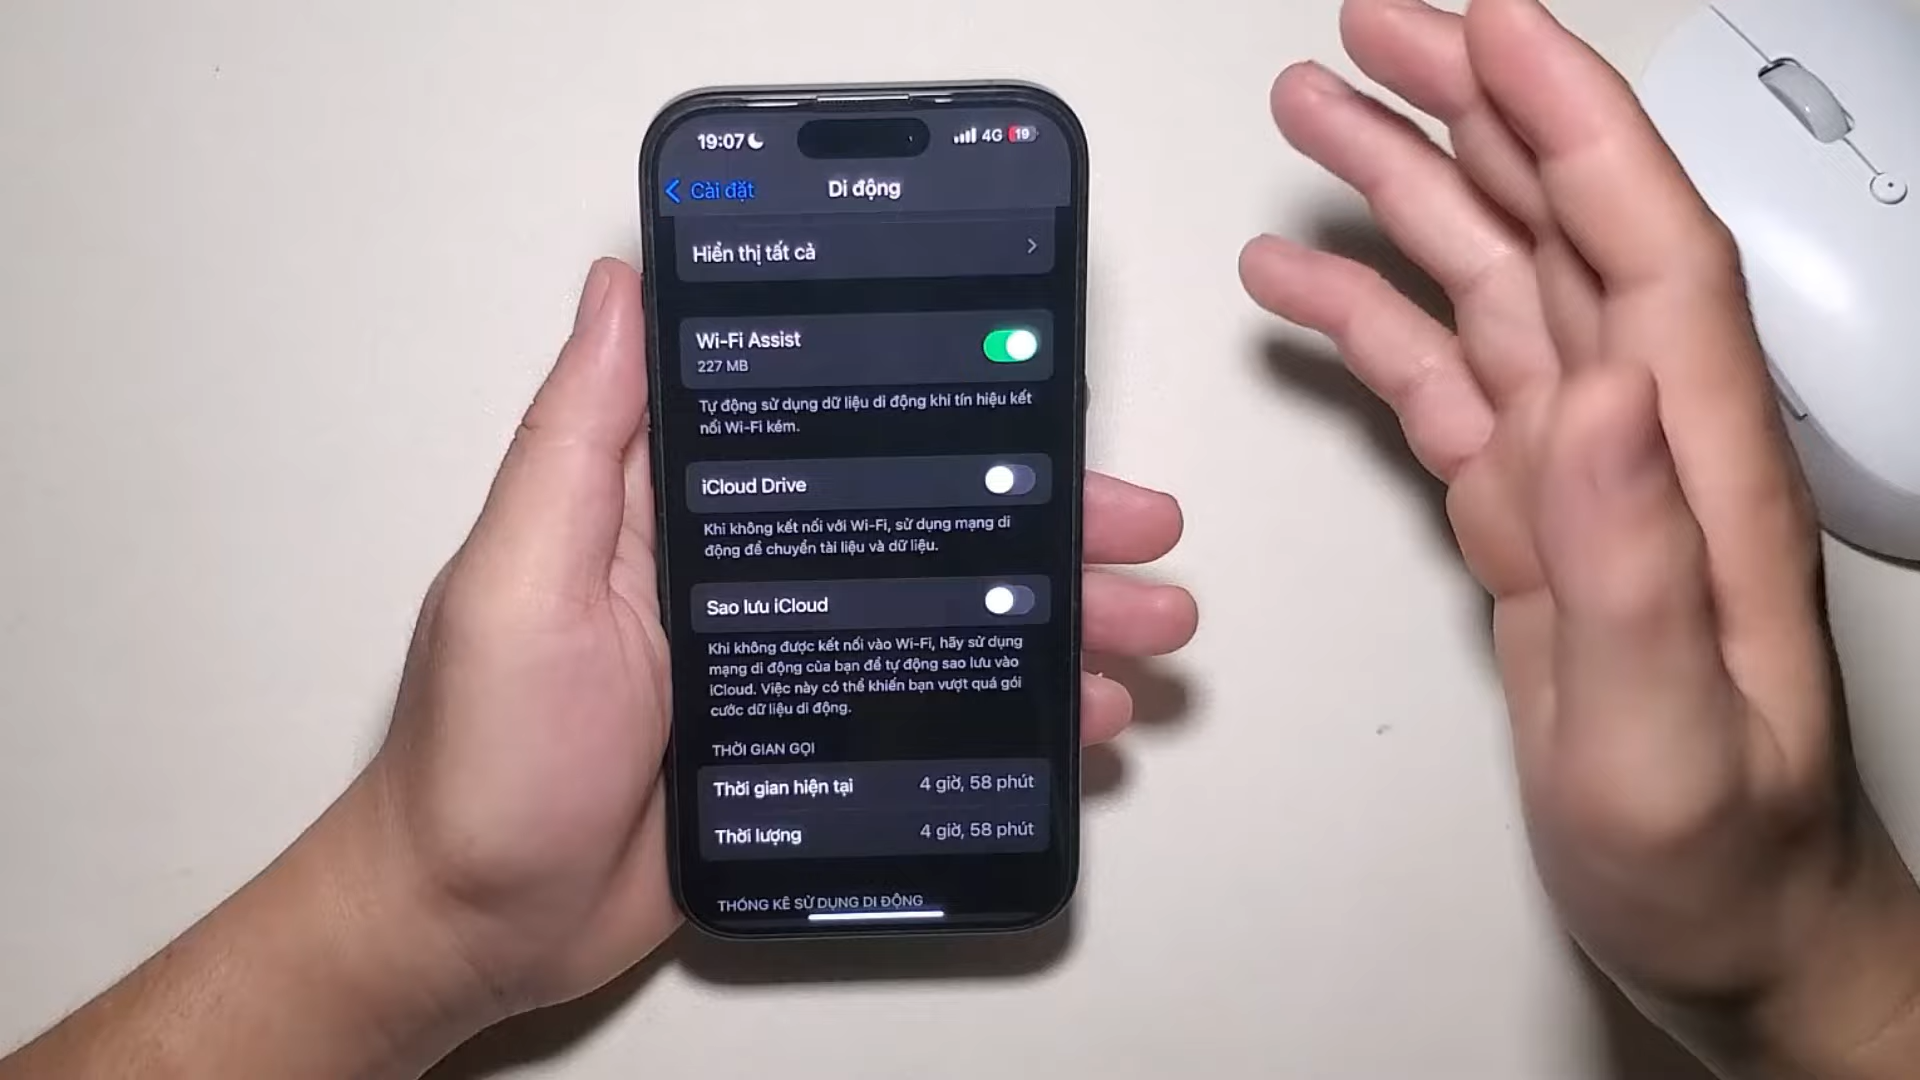 19:07
4G
19
Cài đặt
Di động
Hiển thị tất cả
Wi-Fi Assist
227 MB
Tự động sử dụng dữ liệu di động khi tín hiệu kết
nối Wi-Fi kém.
iCloud Drive
Khi không kết nối với Wi-Fi, sử dụng mạng di
động để chuyển tài liệu và dữ liệu.
Sao lưu iCloud
Khi không được kết nối vào Wi-Fi, hãy sử dụng
mạng di động của bạn để tự động sao lưu vào
iCloud. Việc này có thể khiến bạn vượt quá gói
cước dữ liệu di động.
THỜI GIAN GỌI
Thời gian hiện tại
4 giờ, 58 phút
Thời lượng
4 giờ, 58 phút
THỐNG KÊ SỬ DỤNG DI ĐỘNG